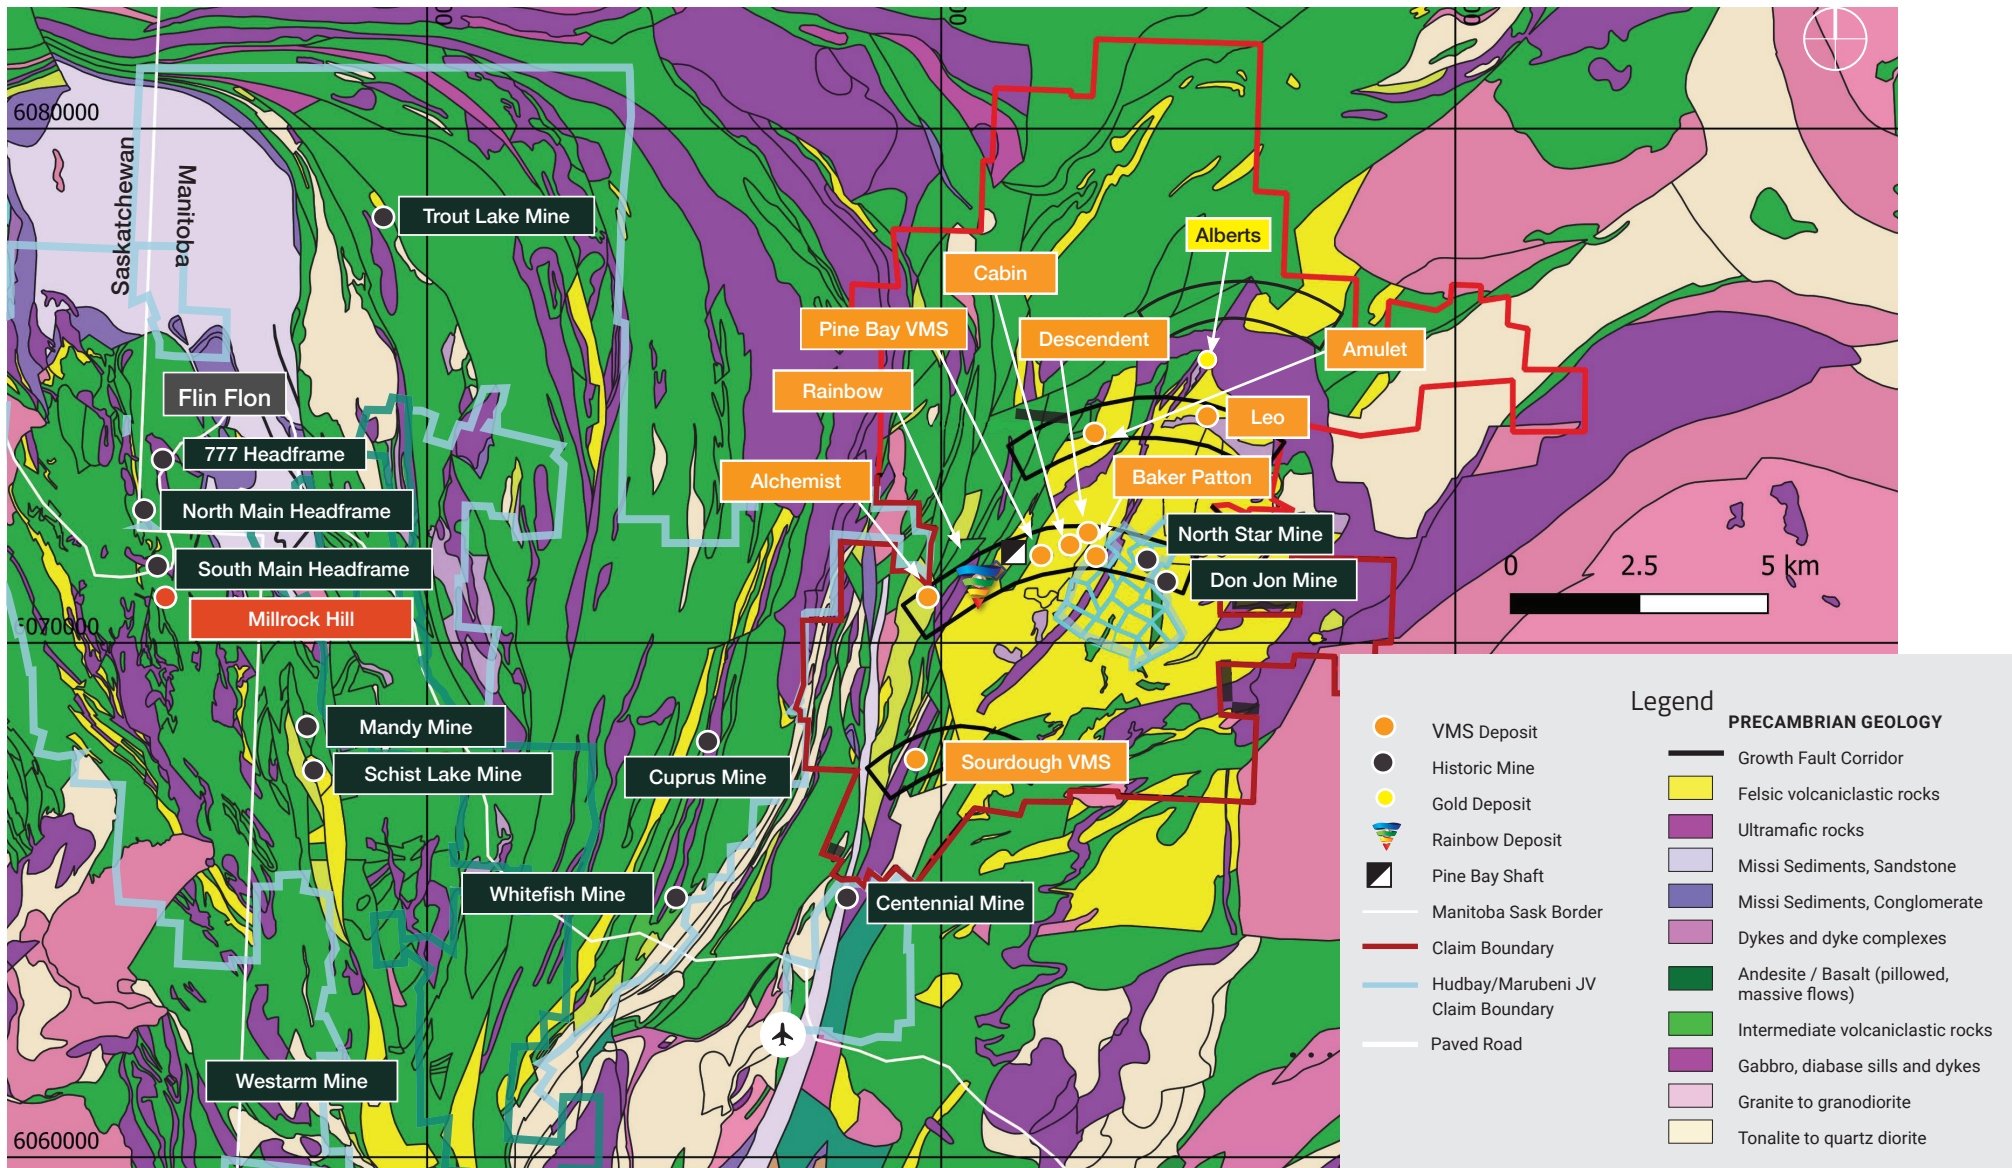 6080000
Saskatchewan
Manitoba
Trout Lake Mine
Alberts
Cabin
Pine Bay VMS
Descendent
Amulet
Rainbow
Flin Flon
Leo
777 Headframe
Alchemist
Baker Patton
North Main Headframe
North Star Mine
South Main Headframe
Don Jon Mine
0 2.5 5 km
Millrock Hill
6070000
Mandy Mine
Schist Lake Mine
Cuprus Mine
Sourdough VMS
Whitefish Mine
Centennial Mine
Westarm Mine
6060000
Legend
VMS Deposit
Historic Mine
Gold Deposit
Rainbow Deposit
Pine Bay Shaft
Manitoba Sask Border
Claim Boundary
Hudbay/Marubeni JV
Claim Boundary
Paved Road
PRECAMBRIAN GEOLOGY
Growth Fault Corridor
Felsic volcaniclastic rocks
Ultramafic rocks
Missi Sediments, Sandstone
Missi Sediments, Conglomerate
Dykes and dyke complexes
Andesite / Basalt (pillowed,
massive flows)
Intermediate volcaniclastic rocks
Gabbro, diabase sills and dykes
Granite to granodiorite
Tonalite to quartz diorite